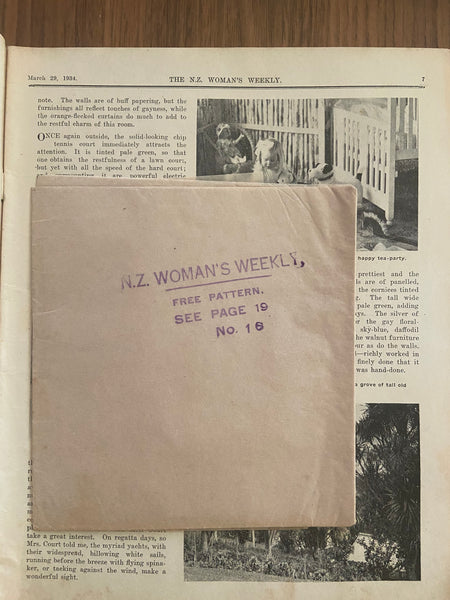 March 29, 1934.
THE N.Z. WOMAN'S WEEKLY.
7
note. The walls are of buff papering, but the
furnishings all reflect touches of gayness, while
the orange-flecked curtains do much to add to
the restful charm of this room.
ONCE again outside, the solid-looking chip
tennis court immediately attracts the
attention. It is tinted pale green, so that
one obtains the restfulness of a lawn court,
but yet with all the speed of the hard court;
it are powerful electric
N.Z. WOMAN'S WEEKLY,
FREE PATTERN.
SEE PAGE 19
No. 16
take a great interest. On regatta days, so
Mrs. Court told me, the myriad yachts, with
their widespread, billowing white sails,
running before the breeze with flying spina-
ker, or tacking against the wind, make a
wonderful sight.
happy tea-party.
prettiest and the
are of panelled,
the cornices tinted
The tall wide
pale green, adding
The silver of
the gay floral-
sky-blue, daffodil
he walnut furniture
our as do the walls.
—richly worked in
finely done that it
was hand-done.
a grove of tall old